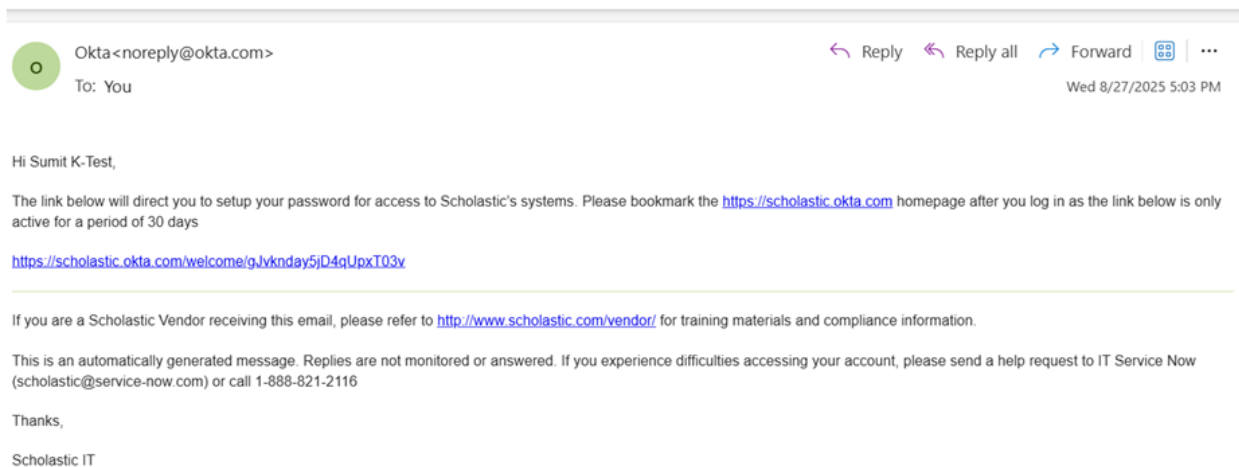 O
Okta<noreply@okta.com>
Reply Reply all Forward ...
To: You
Wed 8/27/2025 5:03 PM
Hi Sumit K-Test,
The link below will direct you to setup your password for access to Scholastic's systems. Please bookmark the https://scholastic.okta.com homepage after you log in as the link below is only
active for a period of 30 days
https://scholastic.okta.com/welcome/gJvknday5jD4qUpxT03v
If you are a Scholastic Vendor receiving this email, please refer to http://www.scholastic.com/vendor/ for training materials and compliance information.
This is an automatically generated message. Replies are not monitored or answered. If you experience difficulties accessing your account, please send a help request to IT Service Now
(scholastic@service-now.com) or call 1-888-821-2116
Thanks,
Scholastic IT